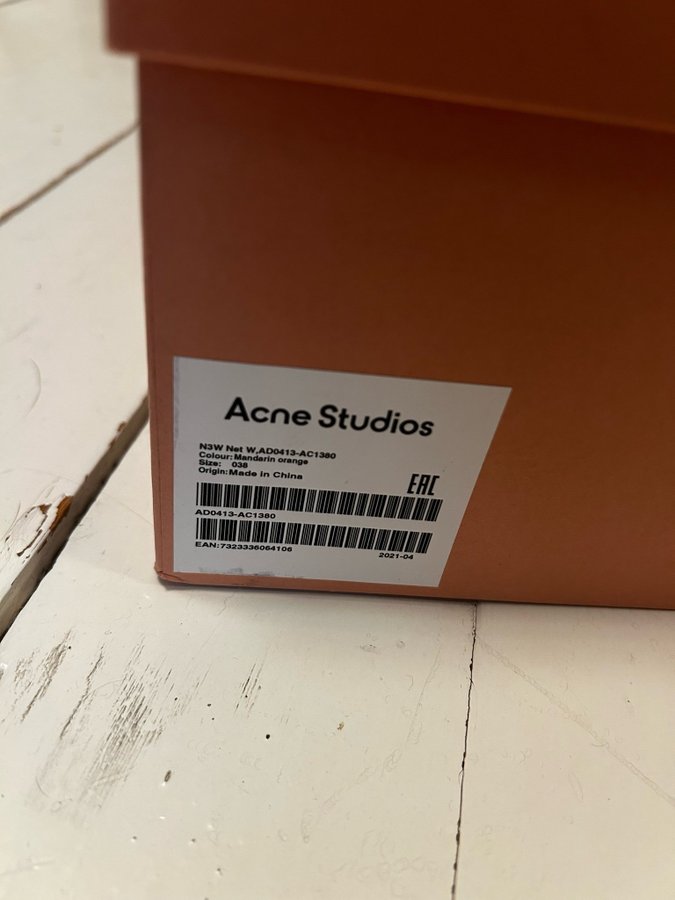 Acne Studios
N3W Net W,AD0413-AC1380
Colour: Mandarin orange
Size: 038
Origin: Made in China
EAC
AD0413-AC1380
EAN:7323336064106
2021-04